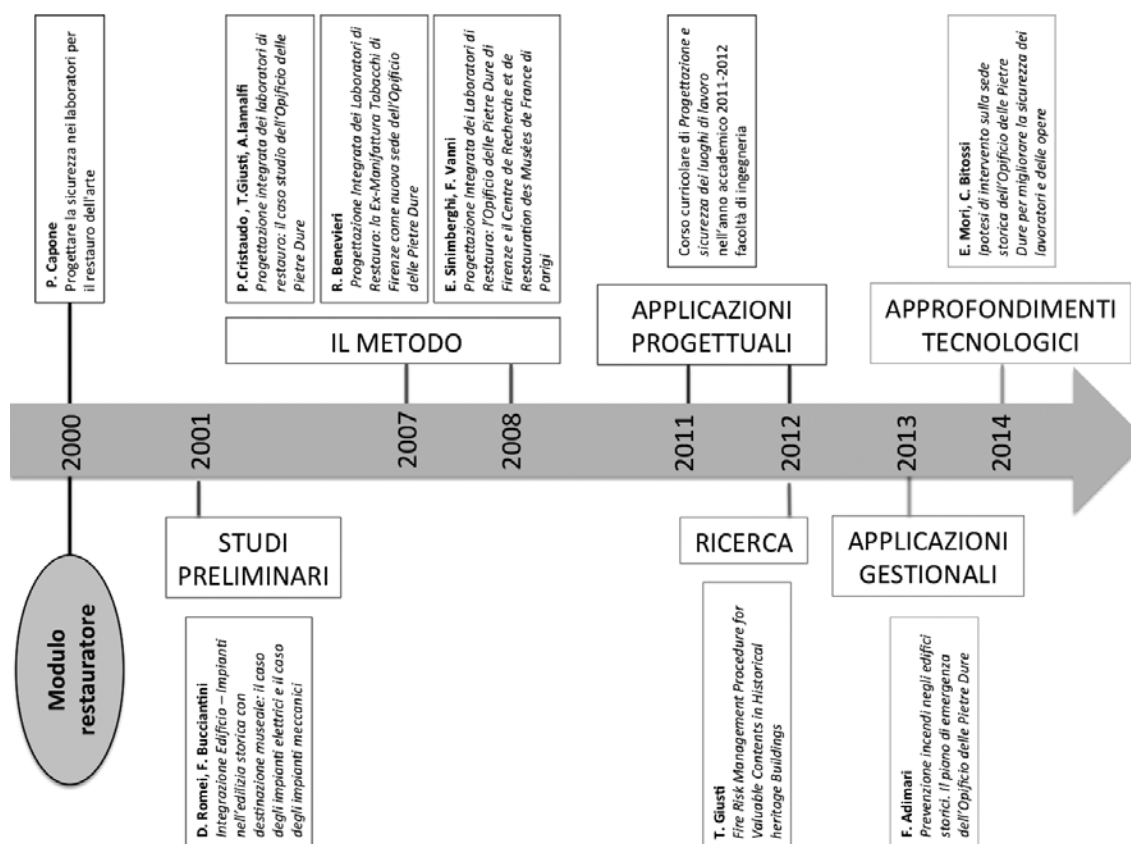 P. Capone
Progettare la sicurezza nei laboratori per
il restauro dell'arte
P.Cristaudo , T.Giusti, A.Iannalfi
Progettazione integrata dei laboratori di
restauro: il caso studio dell'Opificio delle
Pietre Dure
R. Benevieri
Progettazione Integrata dei Laboratori di
Restauro: la Ex-Manifattura Tabacchi di
Firenze come nuova sede dell'Opificio
delle Pietre Dure
E. Sinimberghi, F. Vanni
Progettazione Integrata dei Laboratori di
Restauro: l'Opificio delle Pietre Dure di
Firenze e il Centre de Recherche et de
Restauration des Musées de France di
Parigi
Corso curricolare di Progettazione e
sicurezza dei luoghi di lavoro
nell'anno accademico 2011-2012
facoltà di ingegneria
E. Mori, C. Bitossi
Ipotesi di intervento sulla sede
storica dell'Opificio delle Pietre
Dure per migliorare la sicurezza dei
lavoratori e delle opere
IL METODO
APPLICAZIONI
PROGETTUALI
APPROFONDIMENTI
TECNOLOGICI
2000
2001
2007
2008
2011
2012
2013
2014
STUDI
PRELIMINARI
RICERCA
APPLICAZIONI
GESTIONALI
Modulo
restauratore
D. Romei, F. Bucciantini
Integrazione Edificio – Impianti
nell'edilizia storica con
destinazione museale: il caso
degli impianti elettrici e il caso
degli impianti meccanici
T. Giusti
Fire Risk Management Procedure for
Valuable Contents in Historical
heritage Buildings
F. Adimari
Prevenzione incendi negli edifici
storici. Il piano di emergenza
dell'Opificio delle Pietre Dure